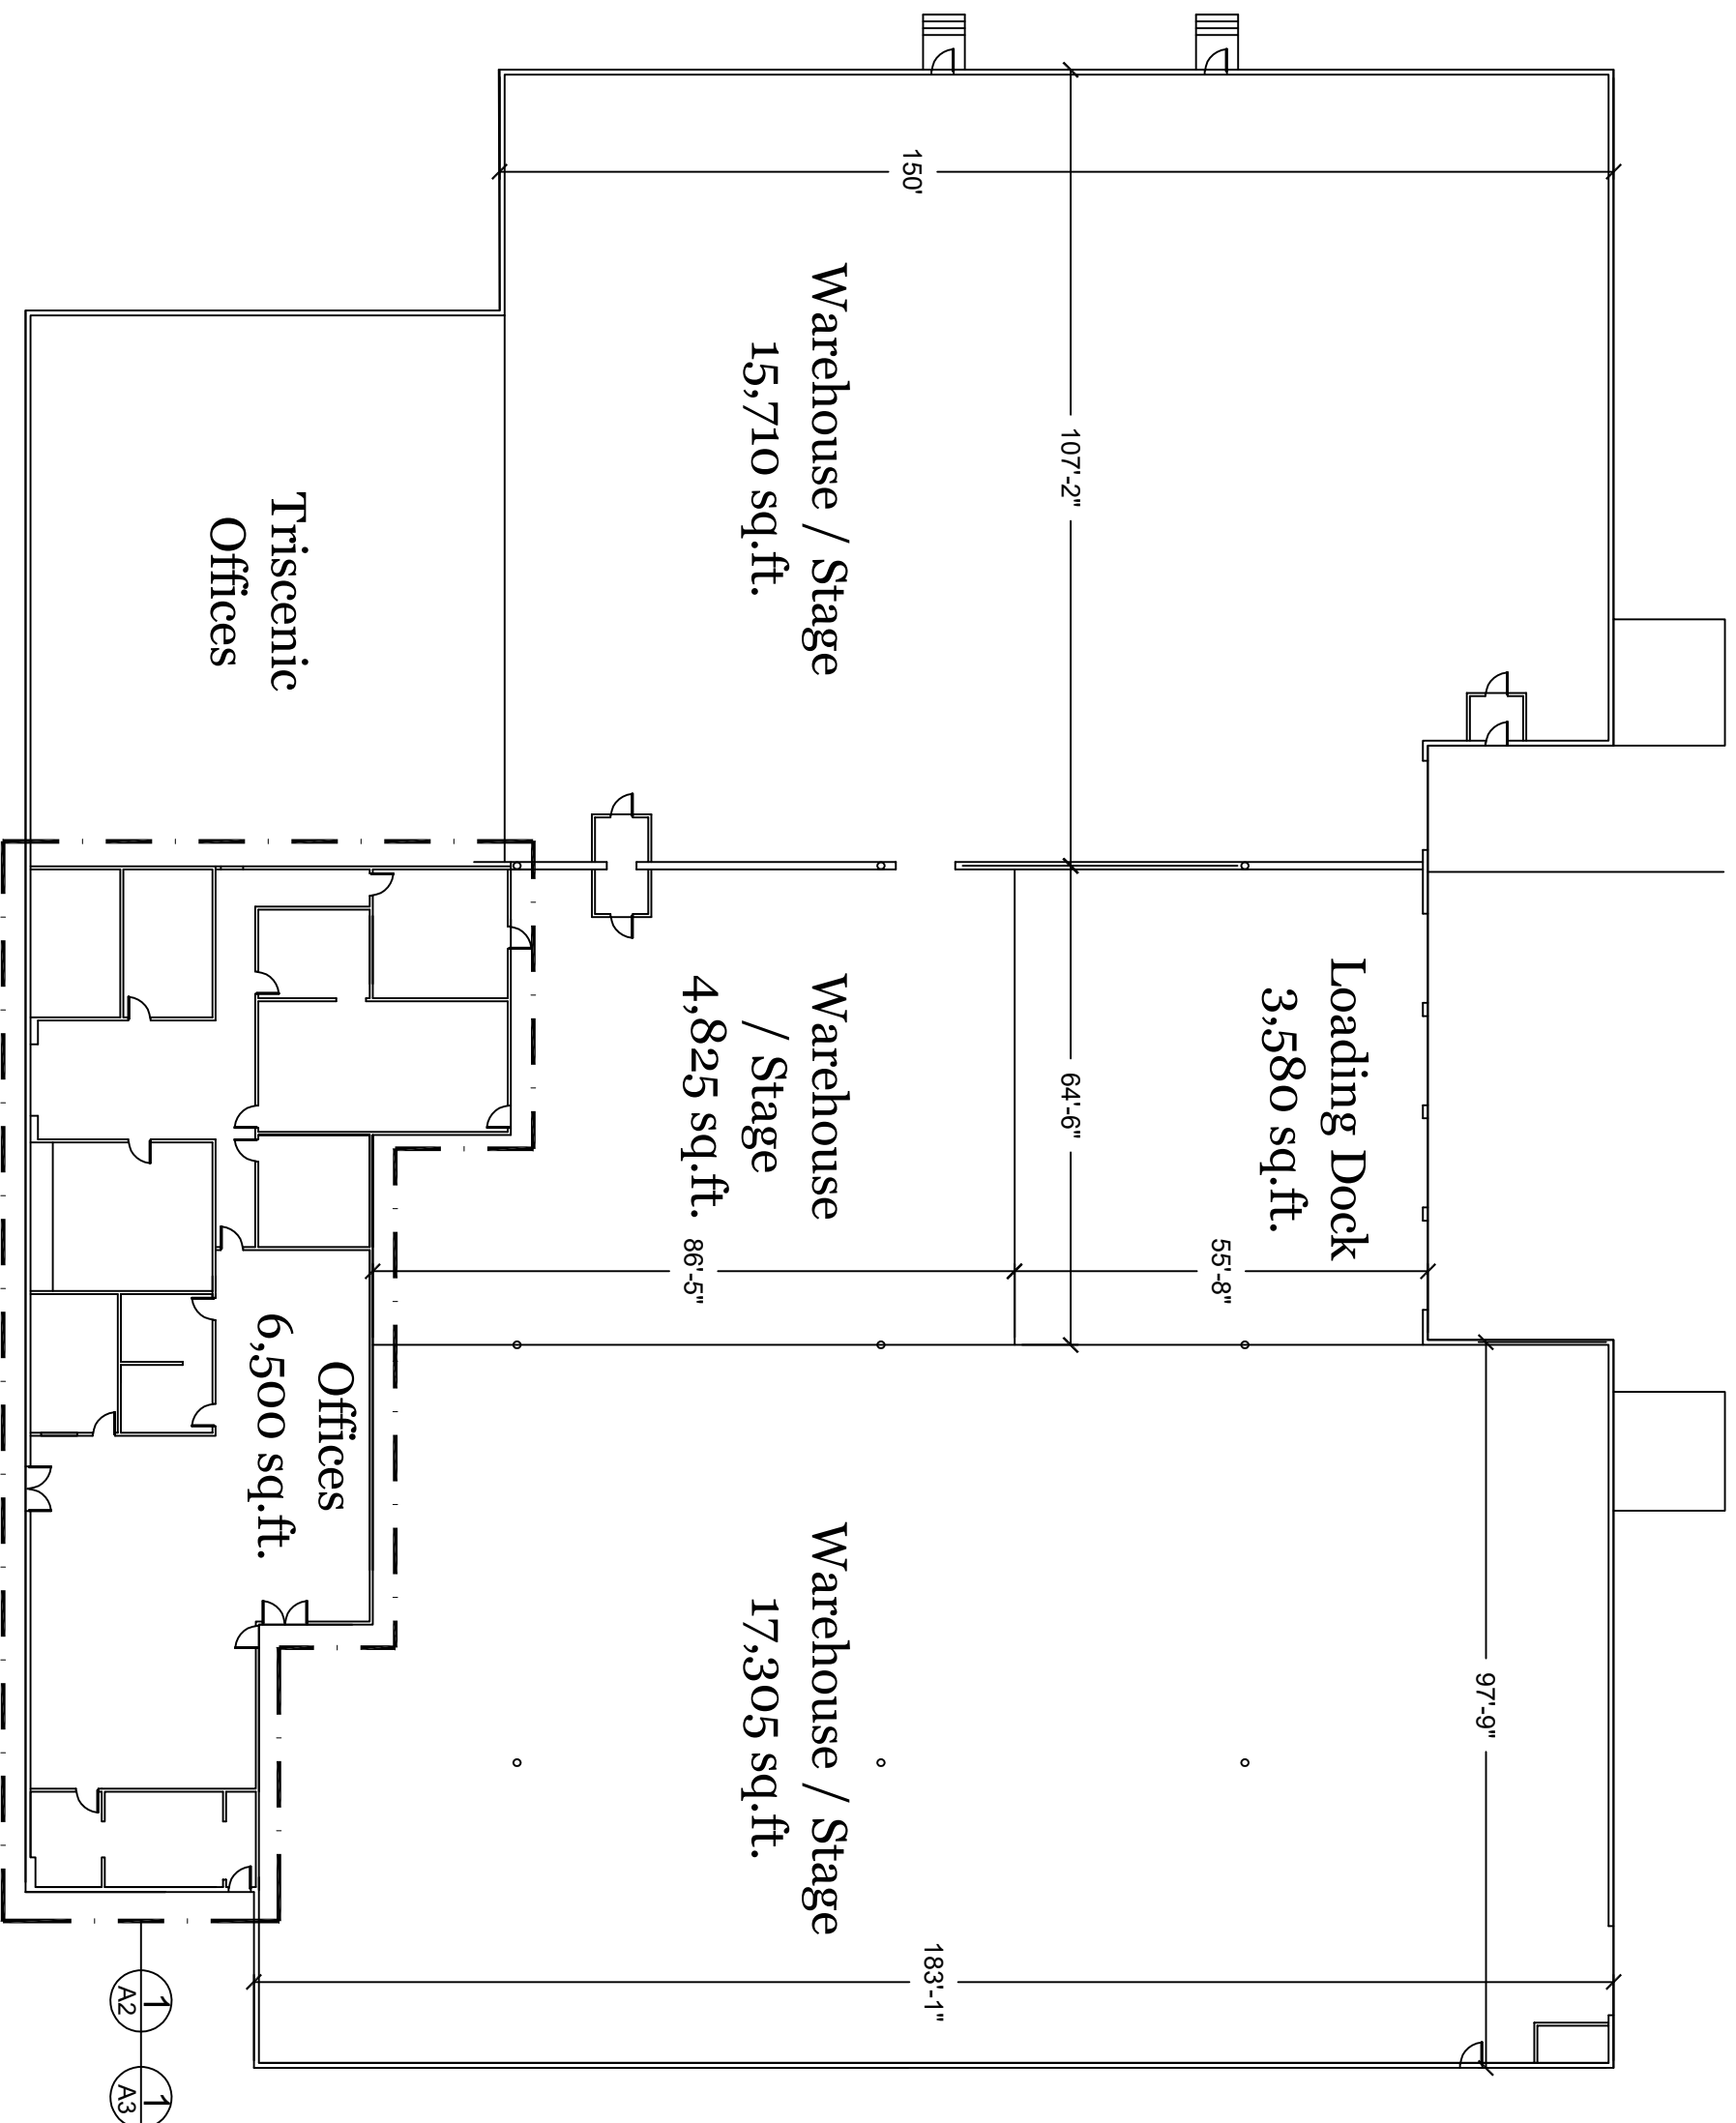 Loading Dock
3,580 sq.ft.
Warehouse / Stage
15,710 sq.ft.
Warehouse
/ Stage
4,825 sq.ft.
Warehouse / Stage
17,305 sq.ft.
Triscenic
Offices
Offices
6,500 sq.ft.
150'
107'-2"
64'-6"
55'-8"
86'-5"
97'-9"
183'-1"
1
A2
1
A3